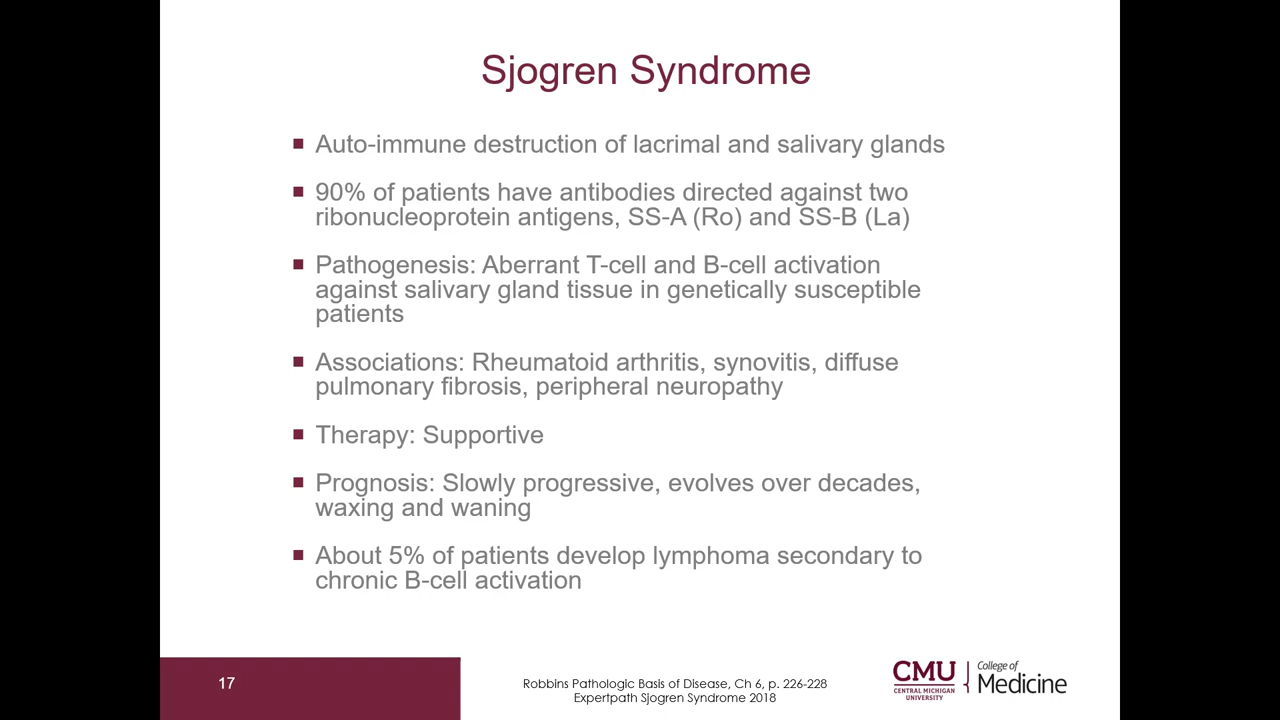 Sjogren Syndrome
Auto-immune destruction of lacrimal and salivary glands
90% of patients have antibodies directed against two
ribonucleoprotein antigens, SS-A (Ro) and SS-B (La)
Pathogenesis: Aberrant T-cell and B-cell activation
against salivary gland tissue in genetically susceptible
patients
Associations: Rheumatoid arthritis, synovitis, diffuse
pulmonary fibrosis, peripheral neuropathy
Therapy: Supportive
Prognosis: Slowly progressive, evolves over decades,
waxing and waning
About 5% of patients develop lymphoma secondary to
chronic B-cell activation
17
Robbins Pathologic Basis of Disease, Ch 6, p. 226-228
Expertpath Sjogren Syndrome 2018
CMU
CENTRAL MICHIGAN
UNIVERSITY
College of
Medicine